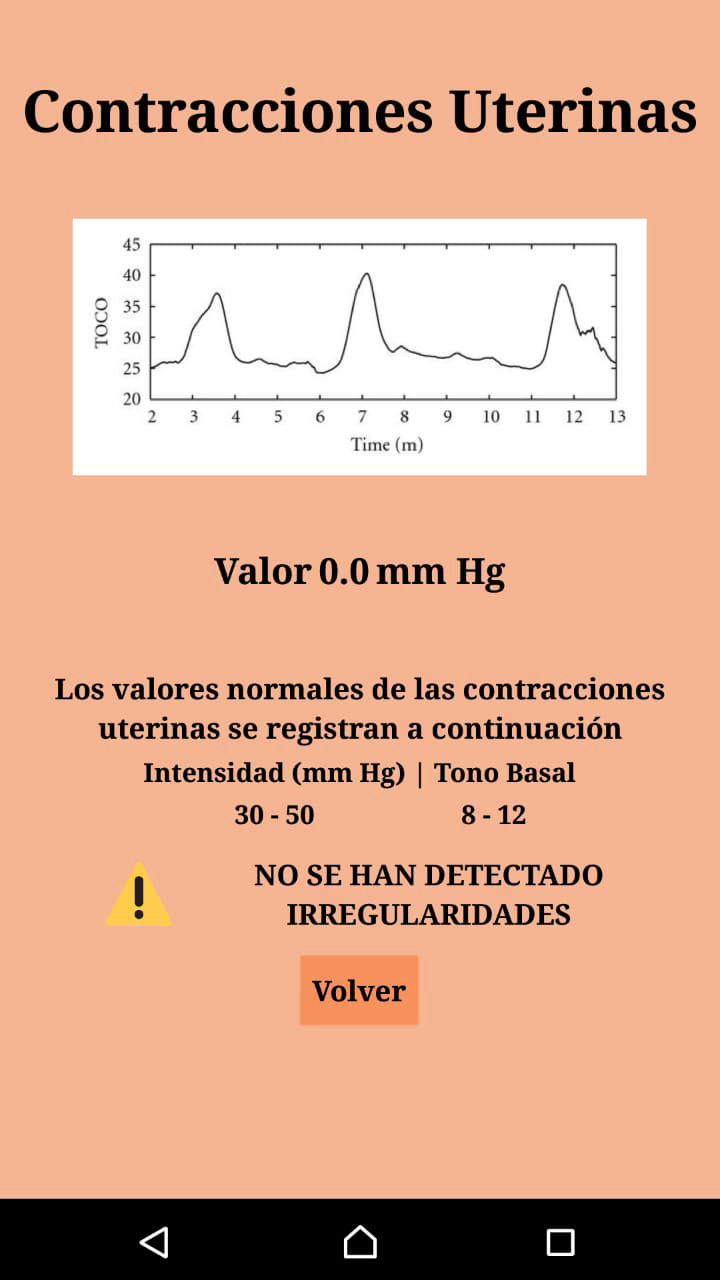 Contracciones Uterinas
45
40
35
30
25
20
TOCO
2 3 4 5 6 7 8 9 10 11 12 13
Time (m)
Valor 0.0 mm Hg
Los valores normales de las contracciones
uterinas se registran a continuación
Intensidad (mm Hg) | Tono Basal
30 - 50 8 - 12
NO SE HAN DETECTADO
IRREGULARIDADES
Volver